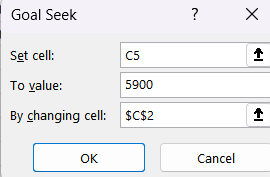 Goal Seek ? ×
Set cell: C5
To value: 5900
By changing cell: $C$2
OK Cancel